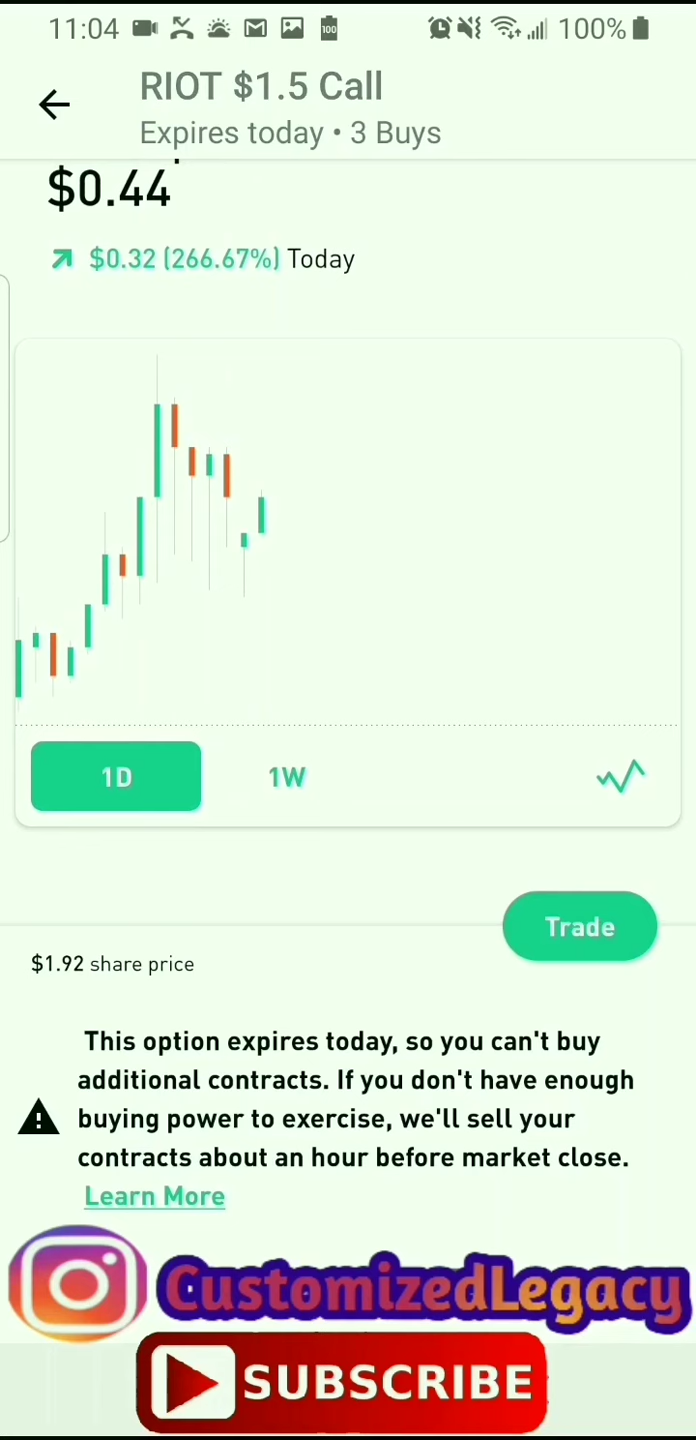 11:04
100
100%
RIOT $1.5 Call
Expires today • 3 Buys
$0.44
$0.32 (266.67%) Today
1D
1W
Trade
$1.92 share price
This option expires today, so you can't buy
additional contracts. If you don't have enough
buying power to exercise, we'll sell your
contracts about an hour before market close.
Learn More
CustomizedLegacy
SUBSCRIBE